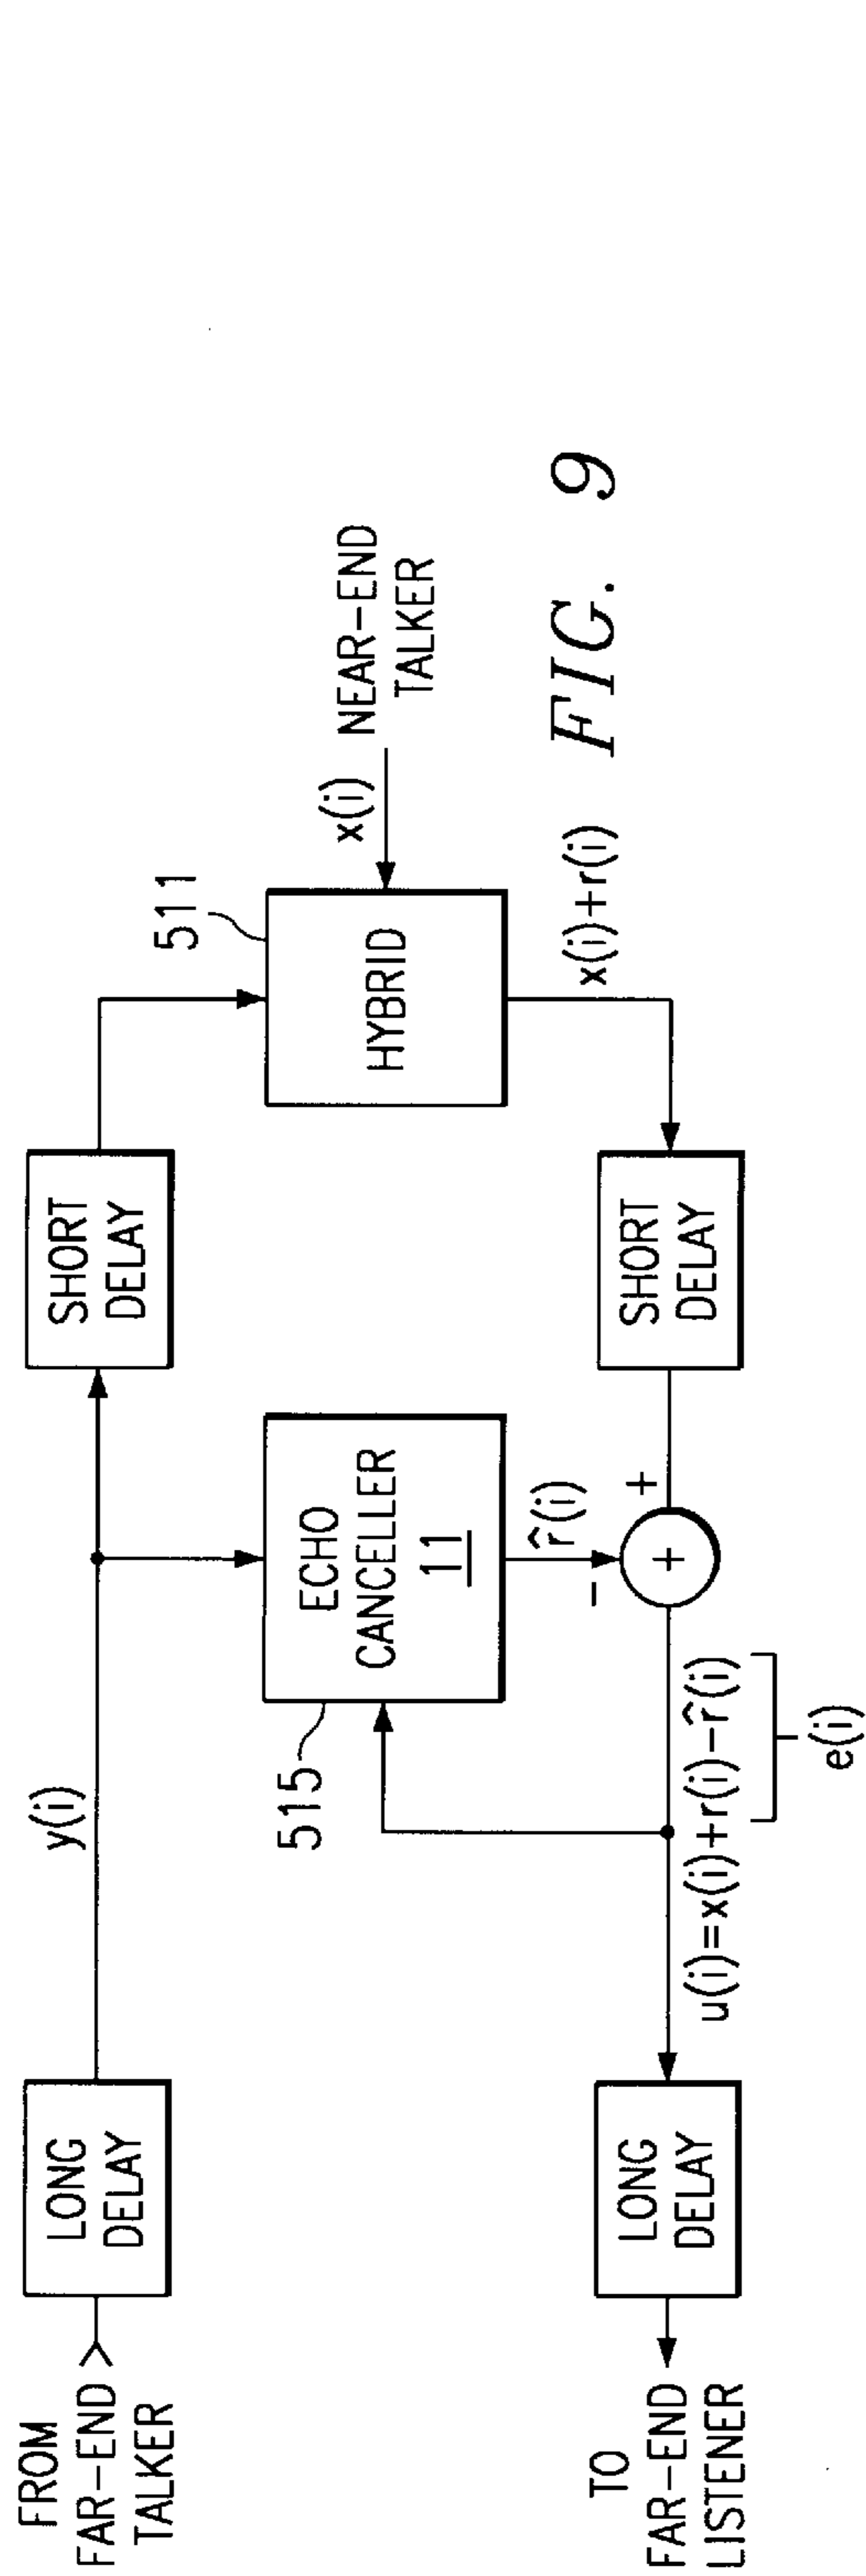 FROM
FAR-END
TALKER
LONG
DELAY
y(i)
SHORT
DELAY
511
HYBRID
x(i)
NEAR-END
TALKER
515
ECHO
CANCELLER
11
r̂(i)
-
+
+
x(i)+r(i)
SHORT
DELAY
u(i)=x(i)+r(i)-r̂(i)
e(i)
LONG
DELAY
TO
FAR-END
LISTENER
FIG. 9